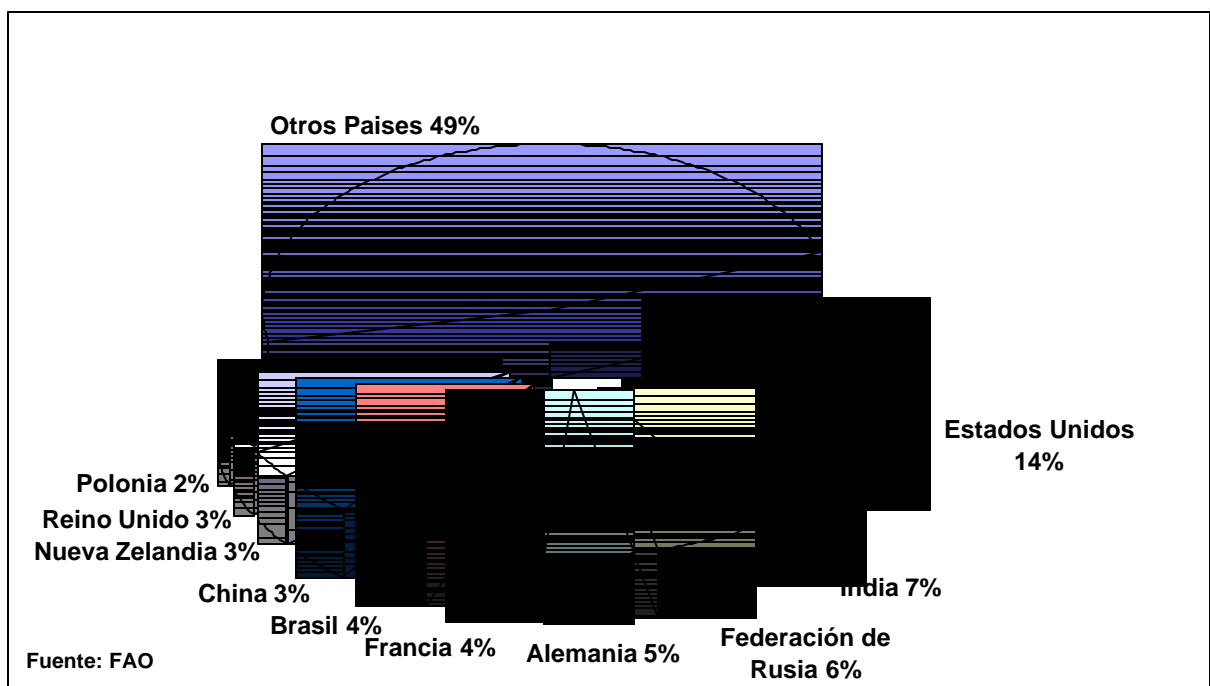 Otros Paises 49%
Estados Unidos
14%
Polonia 2%
Reino Unido 3%
Nueva Zelandia 3%
China 3%
Brasil 4%
Francia 4%
Alemania 5%
Federación de
Rusia 6%
India 7%
Fuente: FAO